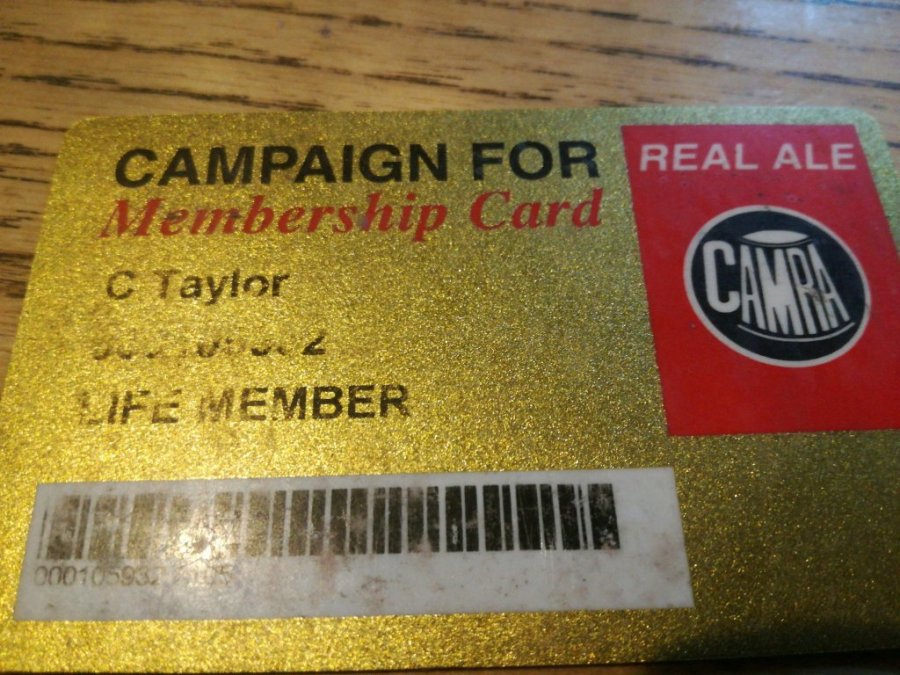 CAMPAIGN FOR REAL ALE
Membership Card
CAMRA
C Taylor
LIFE MEMBER